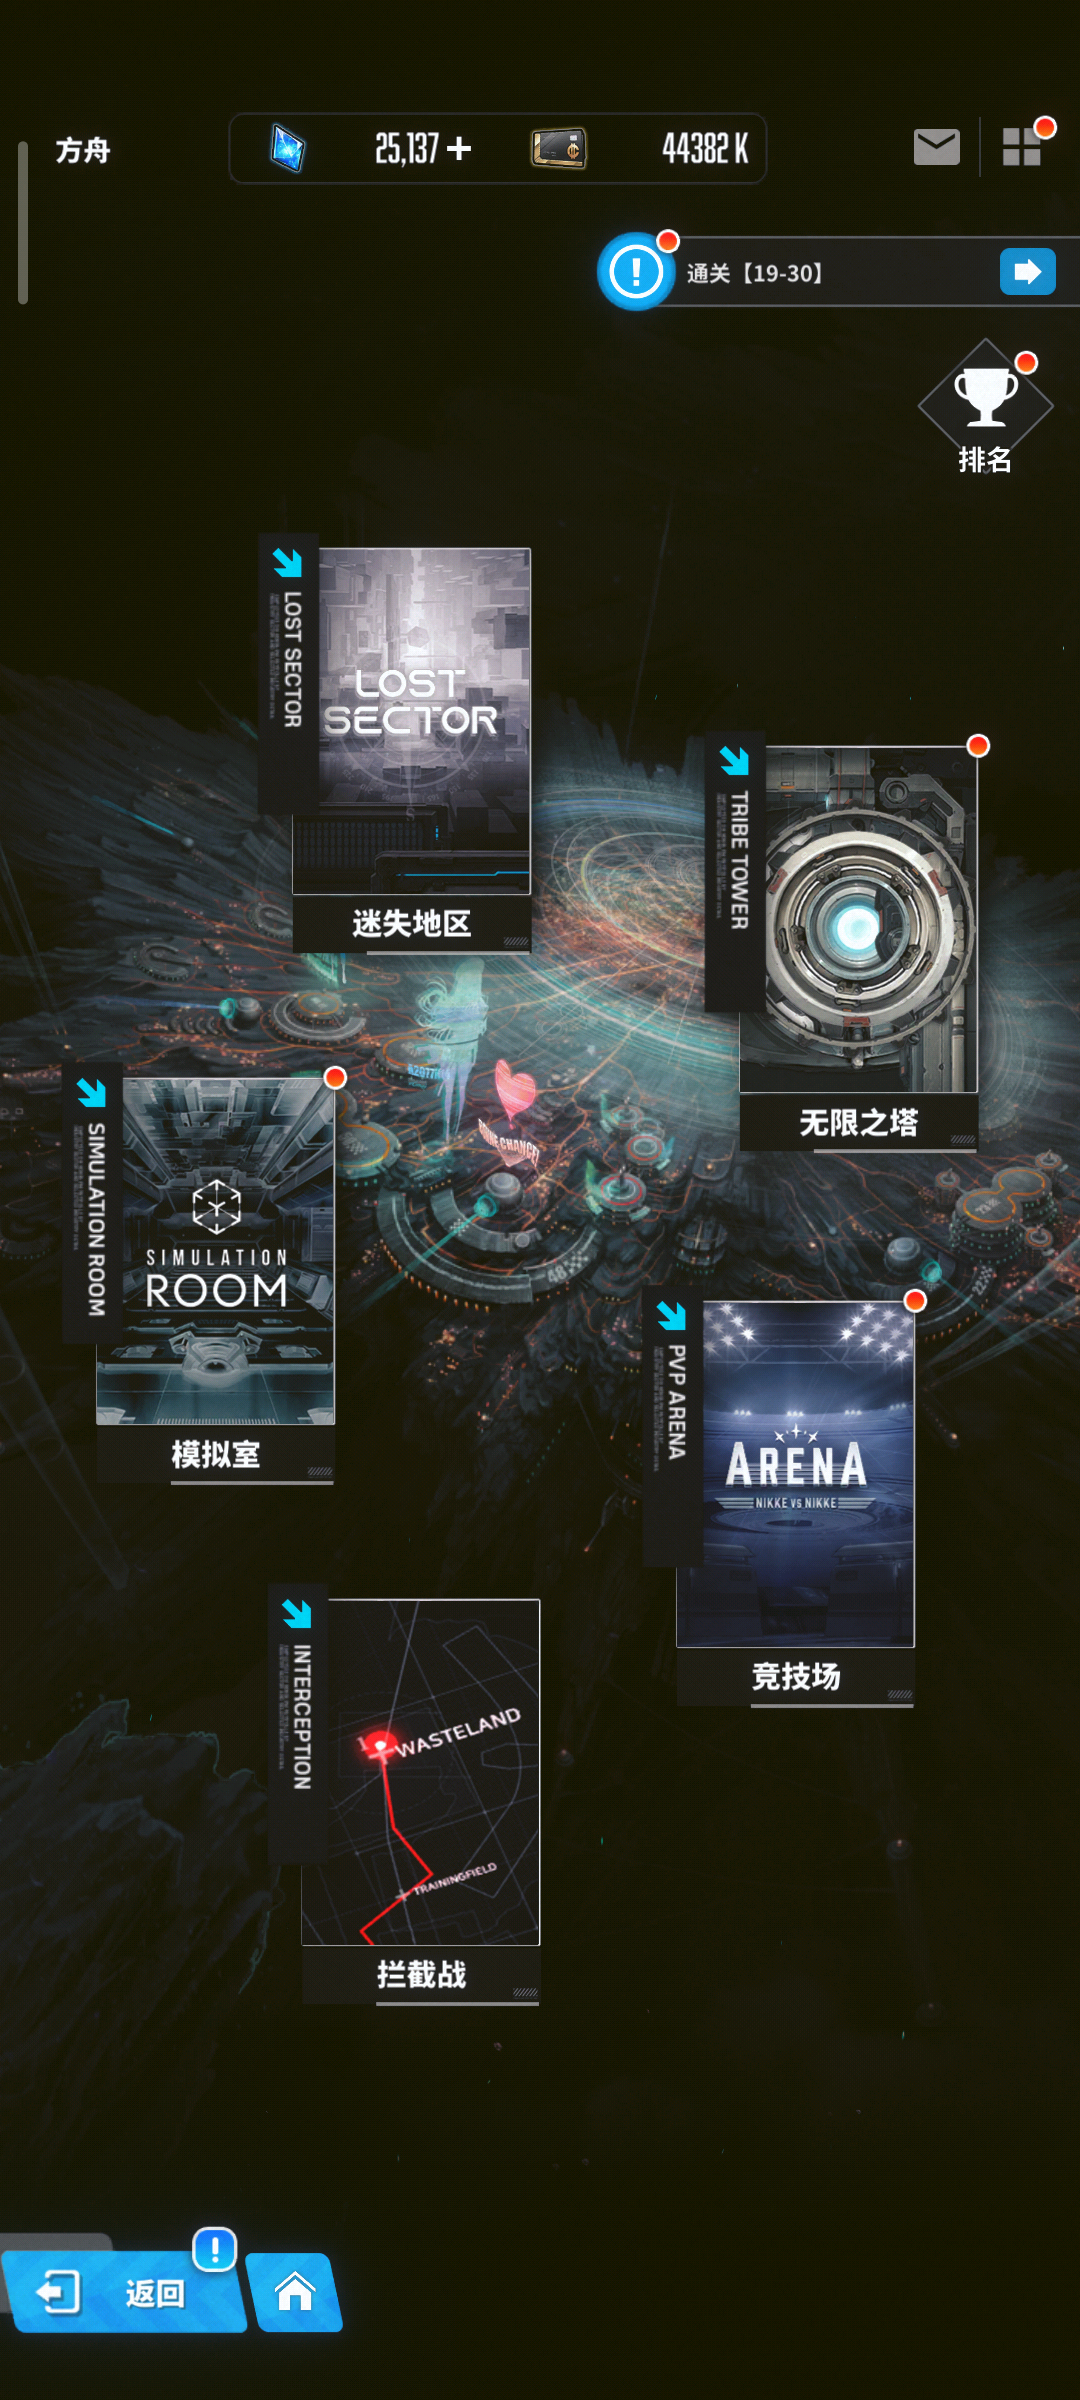 方舟
25,137
44382 K
通关【19-30】
排名
LOST SECTOR
LOST
SECTOR
迷失地区
TRIBE TOWER
无限之塔
SIMULATION ROOM
SIMULATION
ROOM
模拟室
BONNE CHANCE!
PVP ARENA
ARENA
NIKKE VS NIKKE
竞技场
INTERCEPTION
WASTELAND
TRAININGFIELD
拦截战
返回